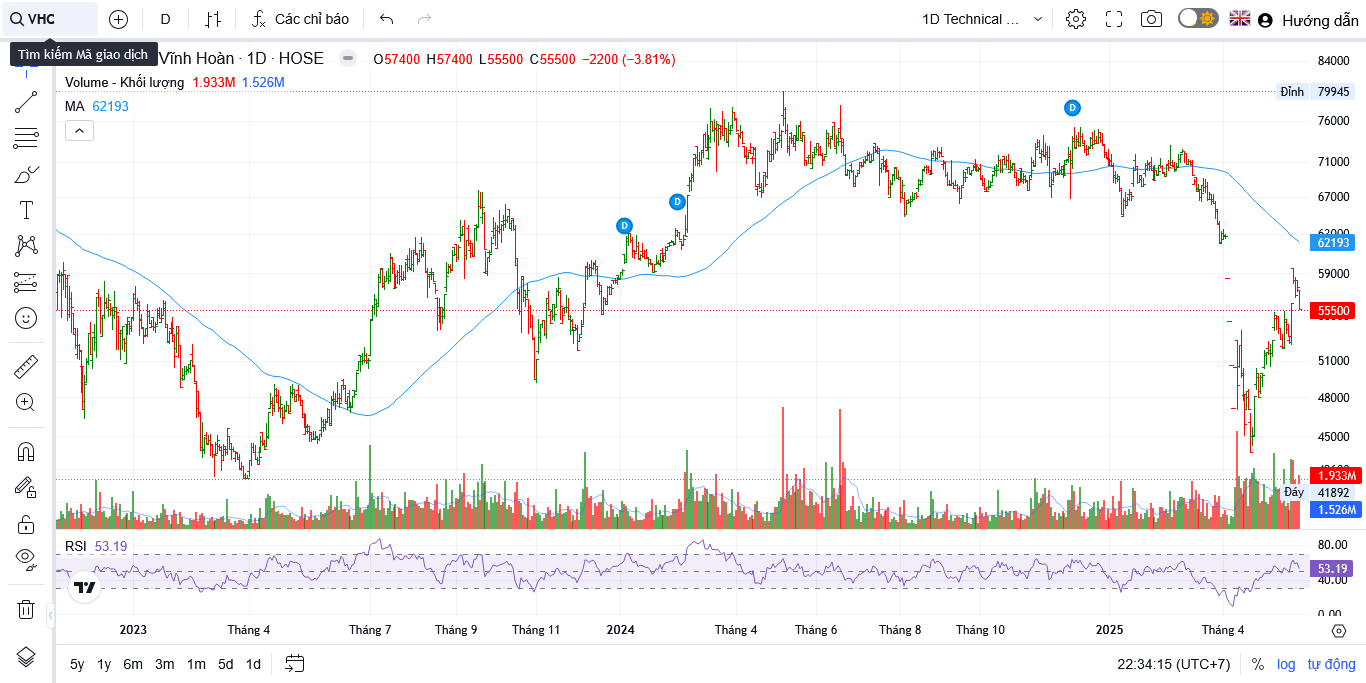 VHC
D
Các chỉ báo
1D Technical ...
Hướng dẫn
Tìm kiếm Mã giao dịch
Vĩnh Hoàn · 1D · HOSE
O57400 H57400 L55500 C55500 −2200 (−3.81%)
Volume - Khối lượng 1.933M 1.526M
MA 62193
84000
Đỉnh 79945
76000
71000
67000
62000
62193
59000
55500
51000
48000
45000
1.933M
Đáy 41892
1.526M
D
D
D
RSI 53.19
80.00
53.19
40.00
0.00
2023 Tháng 4 Tháng 7 Tháng 9 Tháng 11 2024 Tháng 4 Tháng 6 Tháng 8 Tháng 10 2025 Tháng 4
5y 1y 6m 3m 1m 5d 1d
22:34:15 (UTC+7) % log tự động